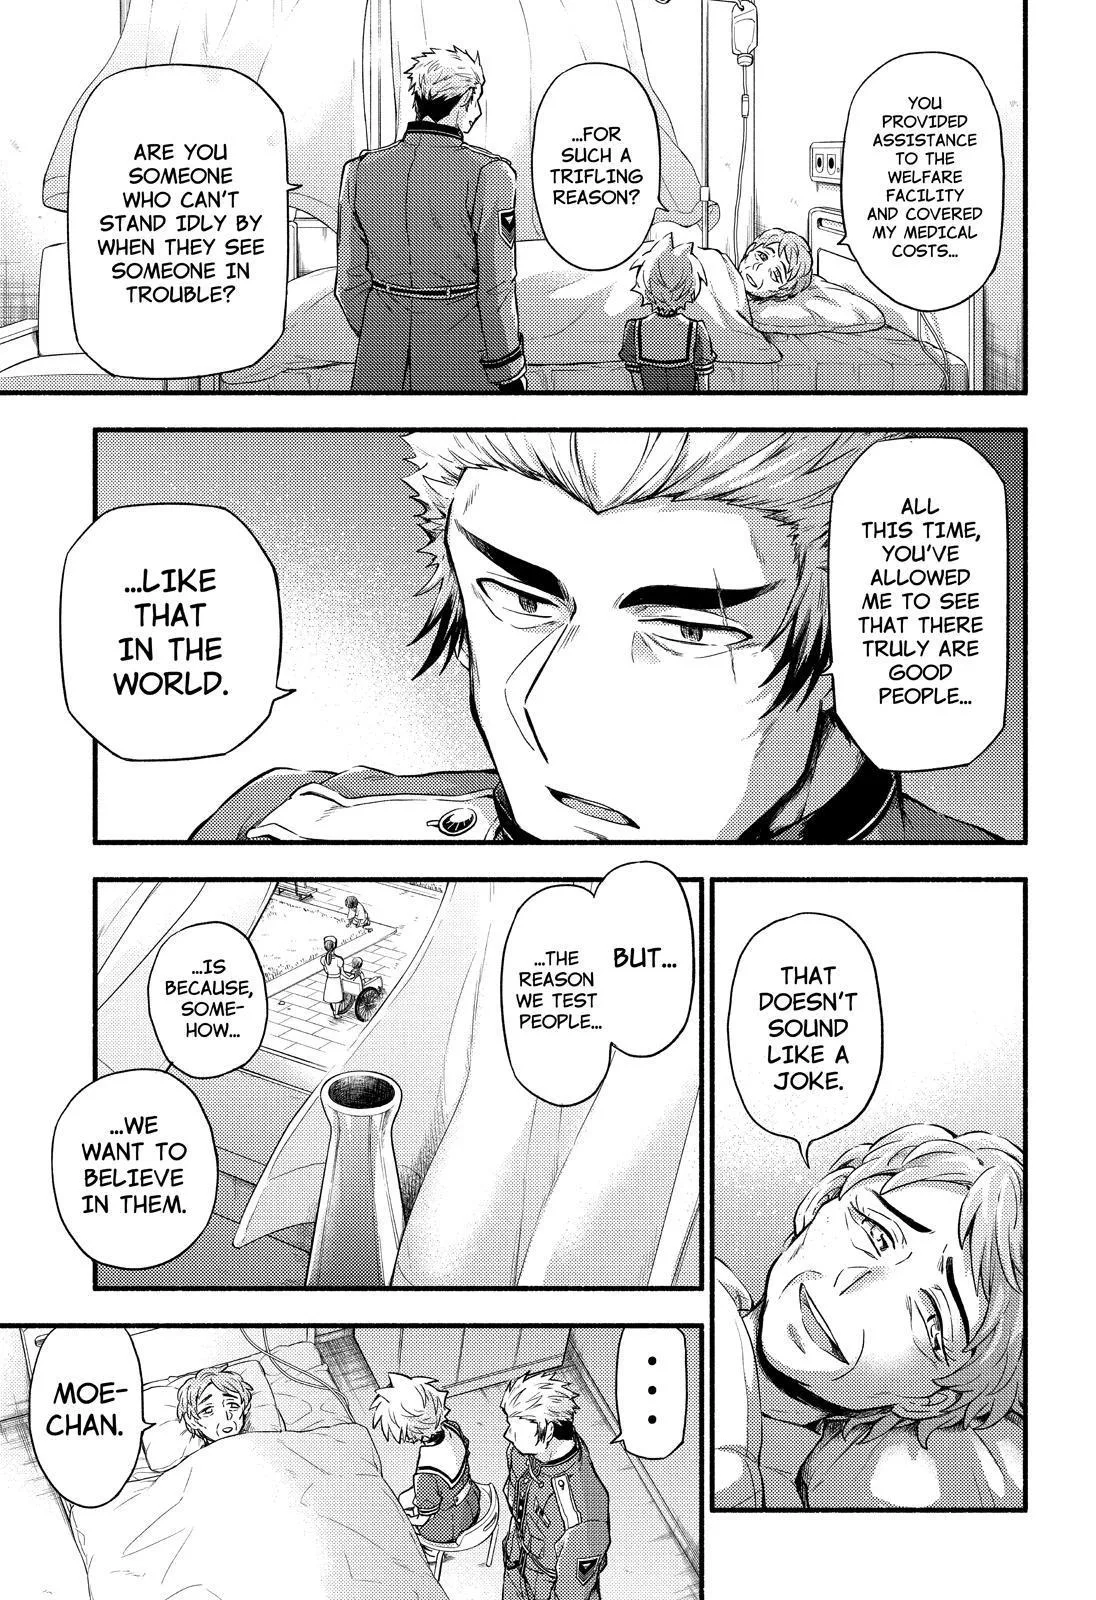 YOU
PROVIDED
ASSISTANCE
TO THE
WELFARE
FACILITY
AND COVERED
MY MEDICAL
COSTS...
...FOR
SUCH A
TRIFLING
REASON?
ARE YOU
SOMEONE
WHO CAN'T
STAND IDLY BY
WHEN THEY SEE
SOMEONE IN
TROUBLE?
ALL
THIS TIME,
YOU'VE
ALLOWED
ME TO SEE
THAT THERE
TRULY ARE
GOOD
PEOPLE...
...LIKE
THAT
IN THE
WORLD.
THAT
DOESN'T
SOUND
LIKE A
JOKE.
BUT...
...THE
REASON
WE TEST
PEOPLE...
...IS
BECAUSE,
SOME-
HOW...
...WE
WANT TO
BELIEVE
IN THEM.
...
MOE-
CHAN.